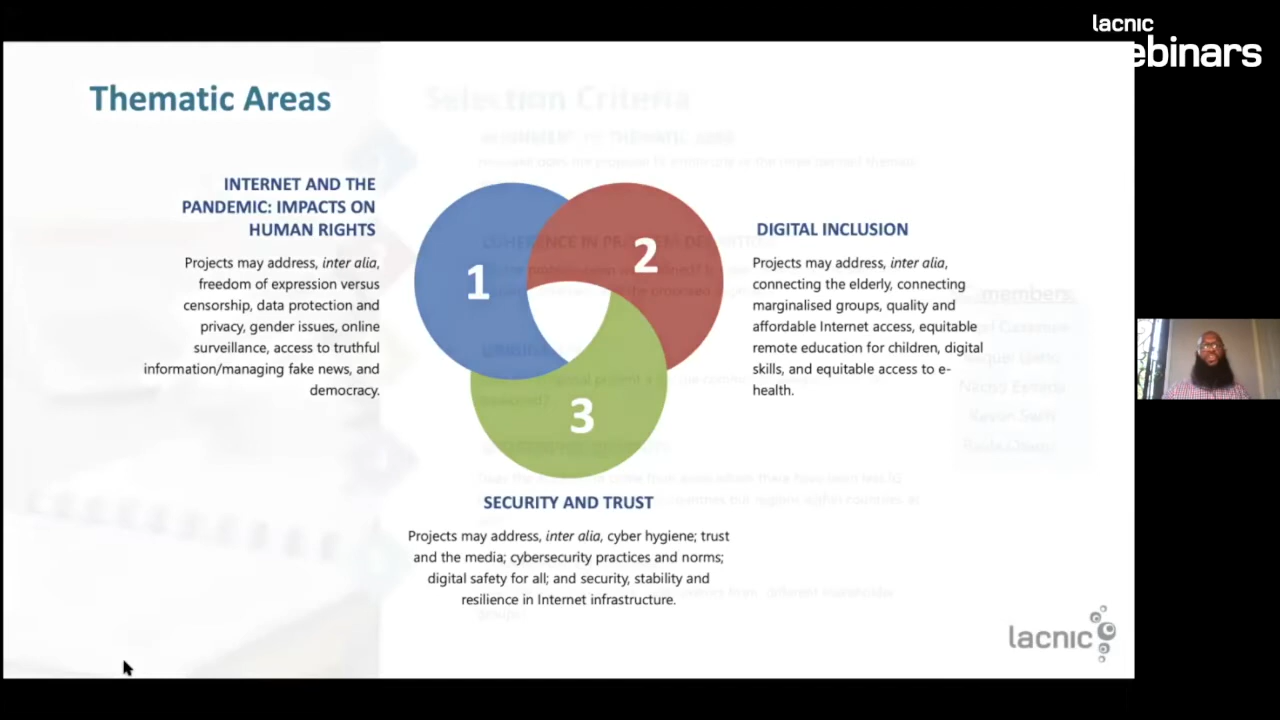 lacnic
ebinars
Thematic Areas
Selection Criteria
INTERNET AND THE
PANDEMIC: IMPACTS ON
HUMAN RIGHTS
Projects may address, inter alia,
freedom of expression versus
censorship, data protection and
privacy, gender issues, online
surveillance, access to truthful
information/managing fake news, and
democracy.
1
2
3
DIGITAL INCLUSION
Projects may address, inter alia,
connecting the elderly, connecting
marginalised groups, quality and
affordable Internet access, equitable
remote education for children, digital
skills, and equitable access to e-
health.
members
SECURITY AND TRUST
Projects may address, inter alia, cyber hygiene; trust
and the media; cybersecurity practices and norms;
digital safety for all; and security, stability and
resilience in Internet infrastructure.
lacnic